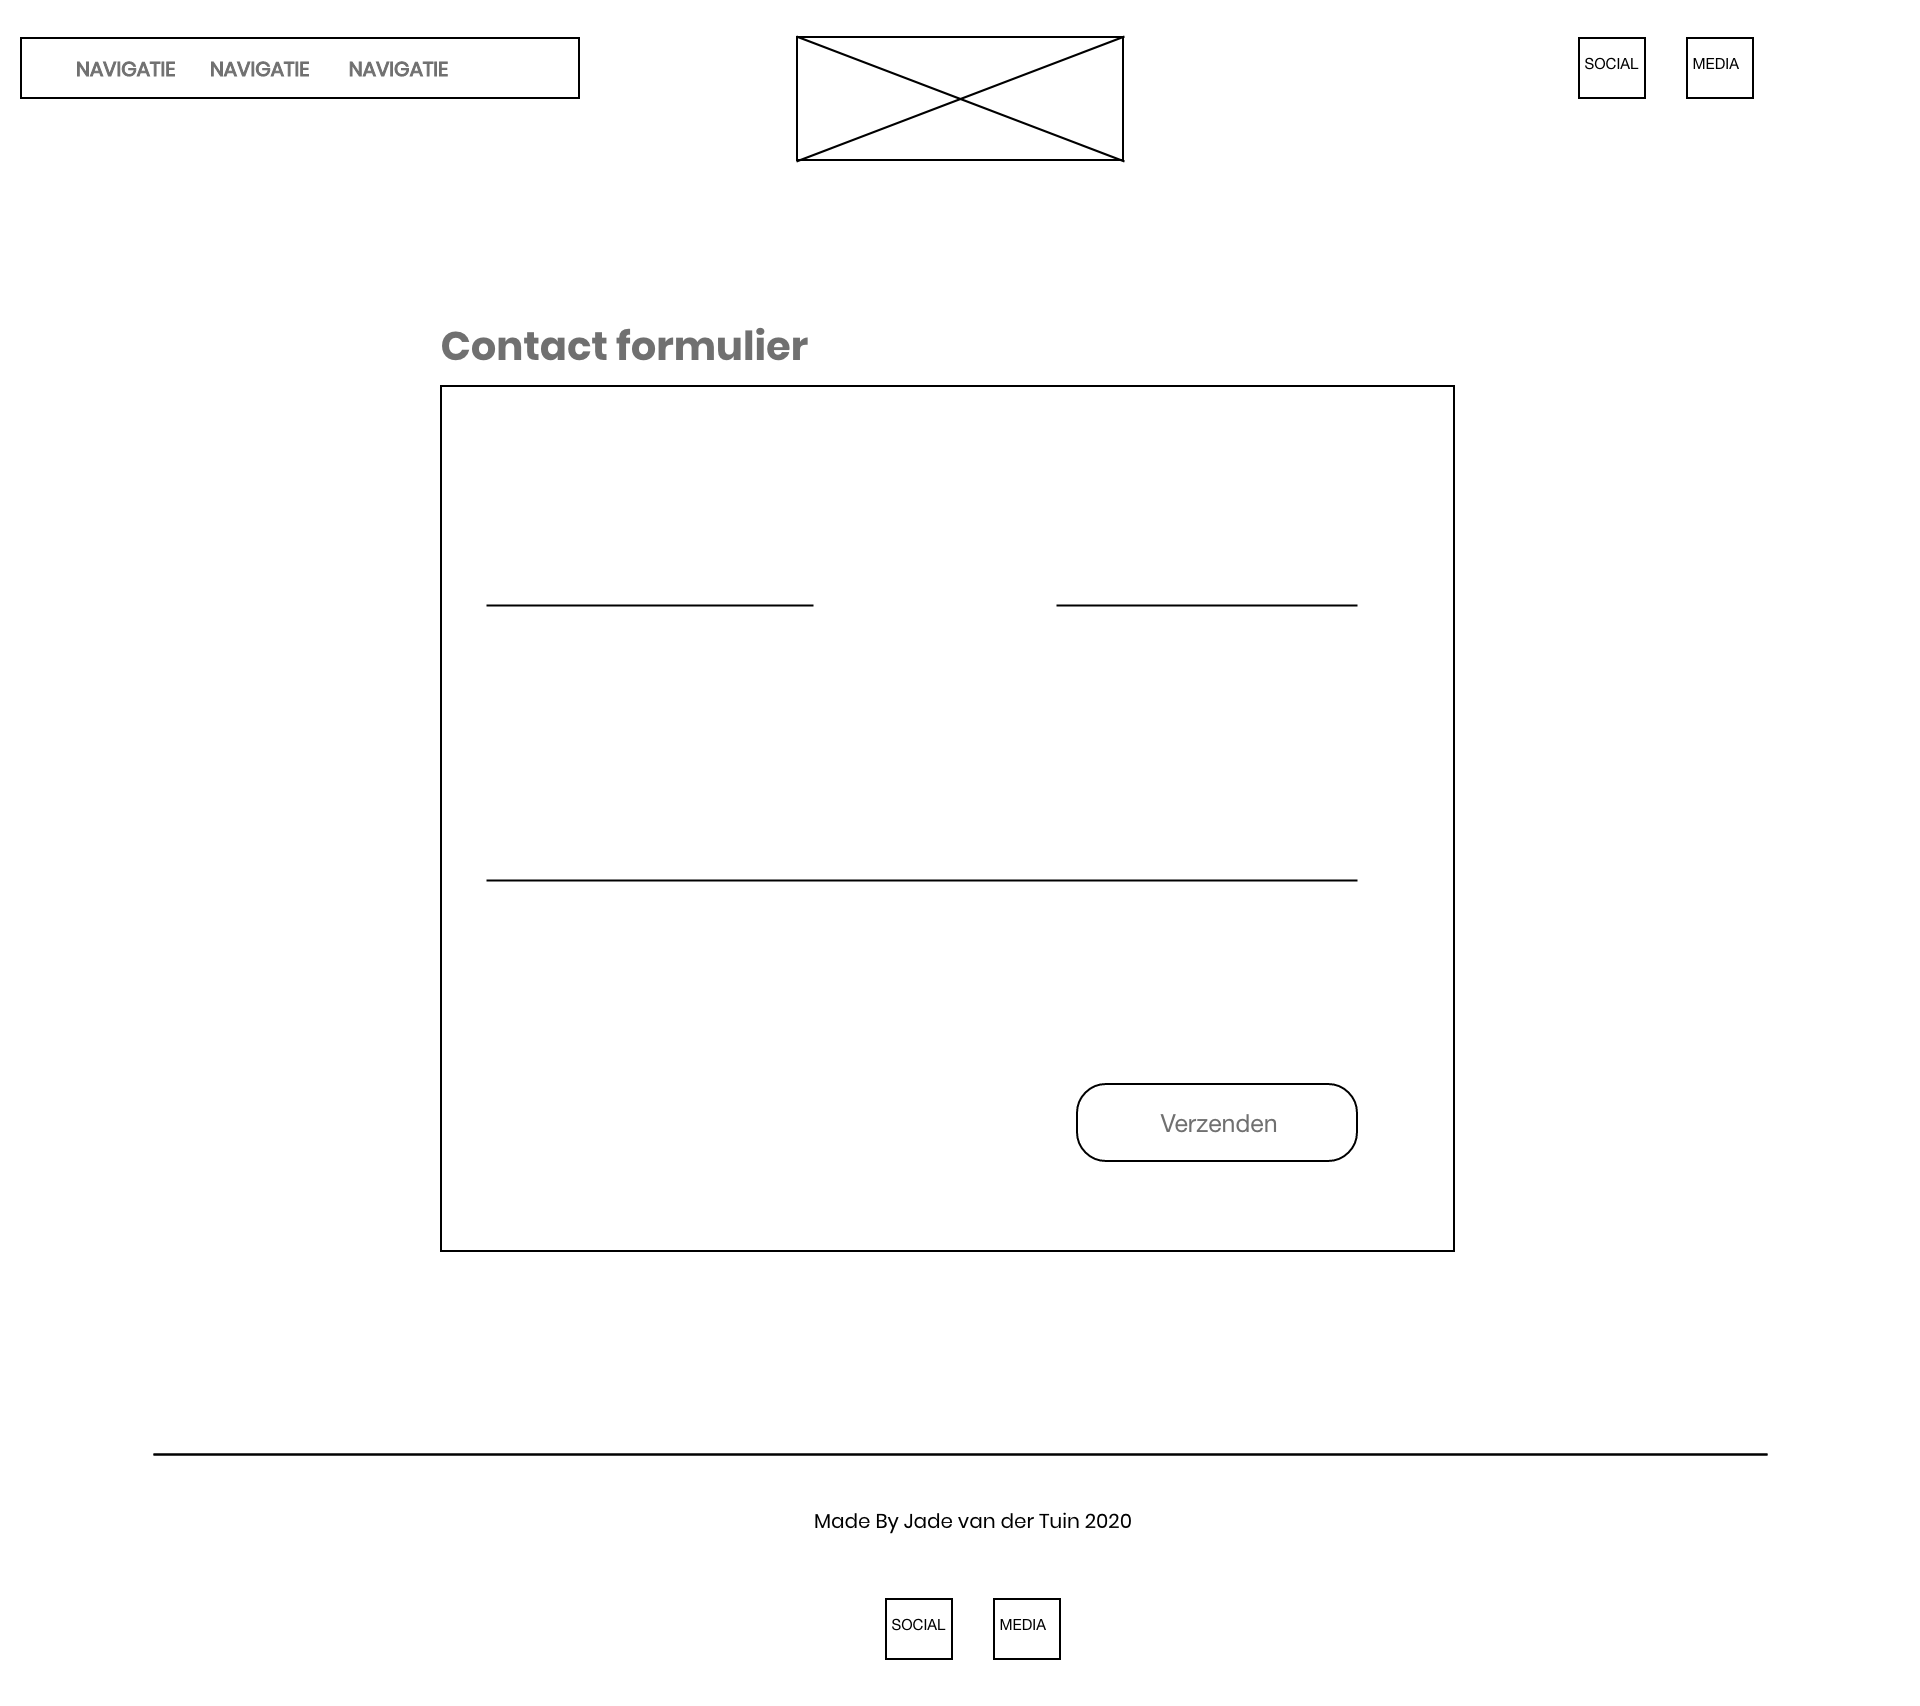 NAVIGATIE NAVIGATIE NAVIGATIE
SOCIAL MEDIA
Contact formulier
Verzenden
Made By Jade van der Tuin 2020
SOCIAL MEDIA